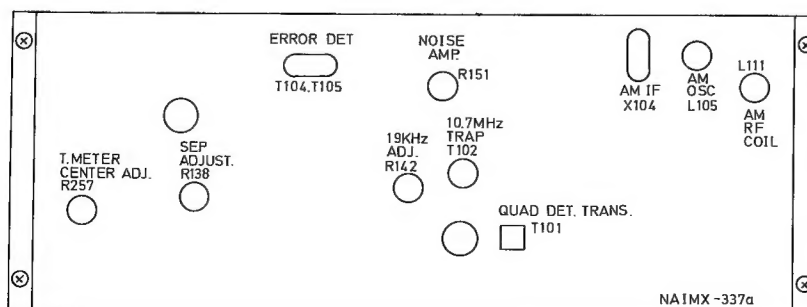 ERROR DET
T104,T105
NOISE
AMP.
R151
AM IF
X104
AM
OSC
L105
L111
AM
RF
COIL
T.METER
CENTER ADJ.
R257
SEP
ADJUST.
R138
19KHz
ADJ.
R142
10.7MHz
TRAP
T102
QUAD DET. TRANS.
T101
NAIMX-337a